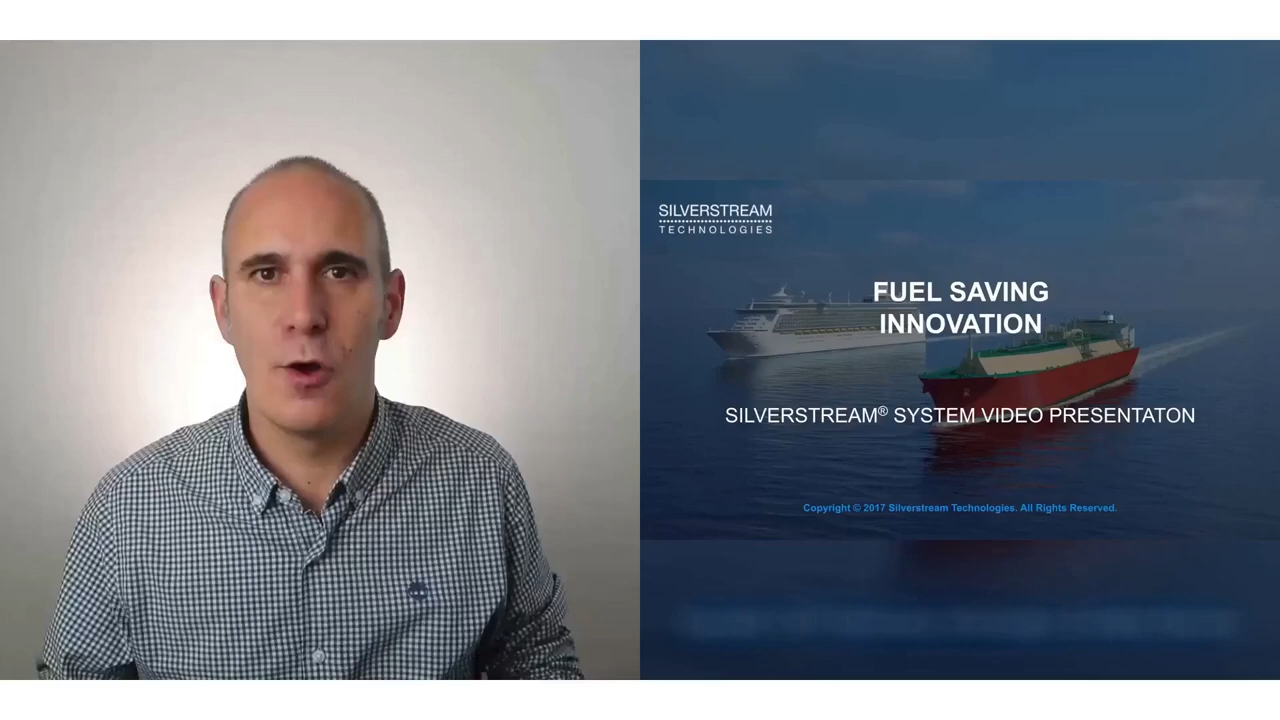 SILVERSTREAM
TECHNOLOGIES
FUEL SAVING
INNOVATION
SILVERSTREAM® SYSTEM VIDEO PRESENTATON
Copyright © 2017 Silverstream Technologies. All Rights Reserved.